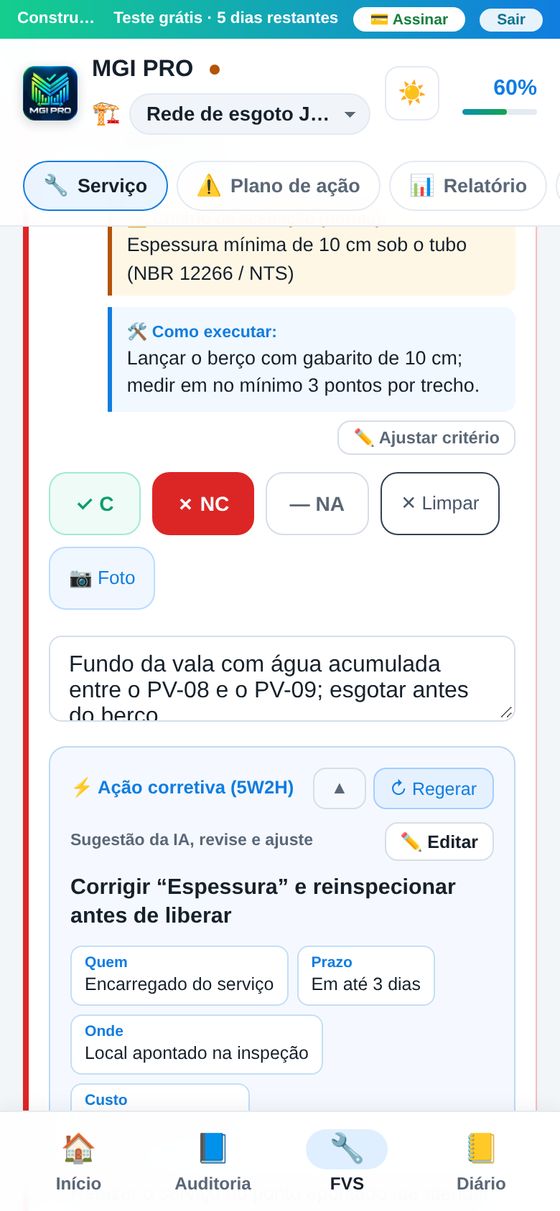 Constru... Teste grátis · 5 dias restantes 💳 Assinar Sair
MGI PRO
MGI PRO
Rede de esgoto J...
☀️
60%
🔧 Serviço ⚠️ Plano de ação 📊 Relatório
Espessura mínima de 10 cm sob o tubo
(NBR 12266 / NTS)
🛠️ Como executar:
Lançar o berço com gabarito de 10 cm;
medir em no mínimo 3 pontos por trecho.
✏️ Ajustar critério
✓ C × NC — NA ✕ Limpar
📷 Foto
Fundo da vala com água acumulada
entre o PV-08 e o PV-09; esgotar antes
do berço
⚡ Ação corretiva (5W2H) ▲ ↻ Regerar
Sugestão da IA, revise e ajuste ✏️ Editar
Corrigir “Espessura” e reinspecionar
antes de liberar
Quem
Encarregado do serviço
Prazo
Em até 3 dias
Onde
Local apontado na inspeção
Custo
Início Auditoria FVS Diário